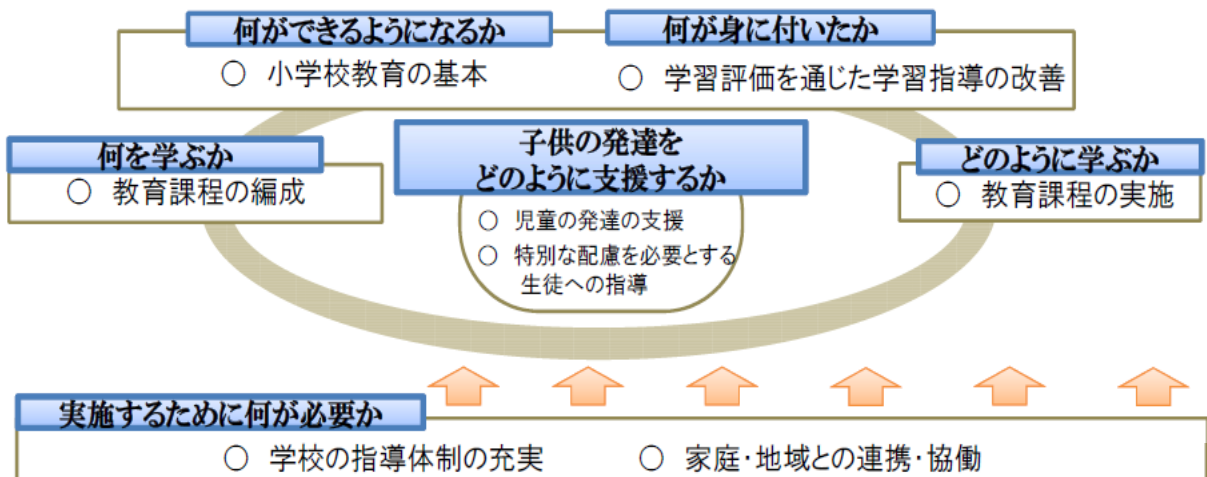 何ができるようになるか
何が身に付いたか
○ 小学校教育の基本
○ 学習評価を通じた学習指導の改善
何を学ぶか
○ 教育課程の編成
子供の発達を
どのように支援するか
○ 児童の発達の支援
○ 特別な配慮を必要とする
生徒への指導
どのように学ぶか
○ 教育課程の実施
実施するために何が必要か
○ 学校の指導体制の充実
○ 家庭・地域との連携・協働